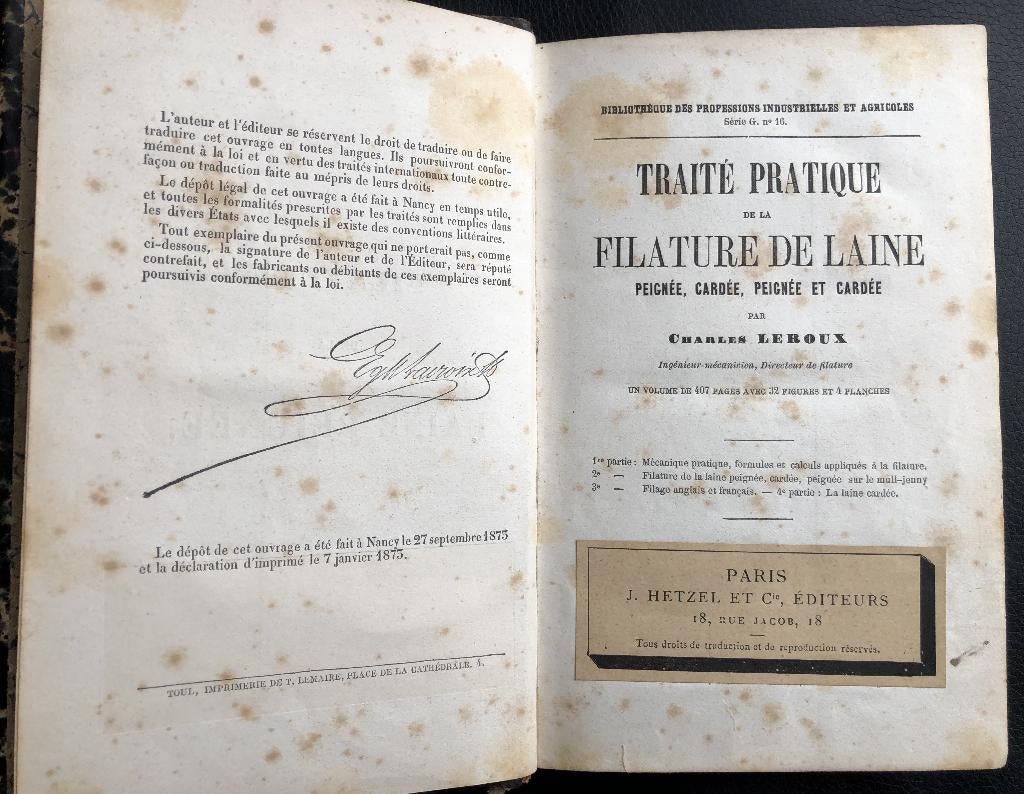 L'auteur et l'éditeur se réservent le droit de traduire ou de faire
traduire cet ouvrage en toutes langues. Ils poursuivront confor-
mément à la loi et en vertu des traités internationaux toute contre-
façon ou traduction faite au mépris de leurs droits.
Le dépôt légal de cet ouvrage a été fait à Nancy en temps utile,
et toutes les formalités prescrites par les traités sont remplies dans
les divers États avec lesquels il existe des conventions littéraires.
Tout exemplaire du présent ouvrage qui ne porterait pas, comme
ci-dessous, la signature de l'auteur et de l'Éditeur, sera réputé
contrefait, et les fabricants ou débitants de ces exemplaires seront
poursuivis conformément à la loi.
Le dépôt de cet ouvrage a été fait à Nancy le 27 septembre 1873
et la déclaration d'imprimé le 7 janvier 1873.
TOUL, IMPRIMERIE DE T. LEMAIRE, PLACE DE LA CATHÉDRALE, 4.
BIBLIOTHÈQUE DES PROFESSIONS INDUSTRIELLES ET AGRICOLES
Série G. nº 16.
TRAITÉ PRATIQUE
DE LA
FILATURE DE LAINE
PEIGNÉE, CARDÉE, PEIGNÉE ET CARDÉE
PAR
CHARLES LEROUX
Ingénieur-mécanicien, Directeur de filature
UN VOLUME DE 407 PAGES AVEC 32 FIGURES ET 4 PLANCHES
1re partie : Mécanique pratique, formules et calculs appliqués à la filature.
2e — Filature de la laine peignée, cardée, peignée sur le mull-jenny
3e — Filage anglais et français. — 4e partie : La laine cardée.
PARIS
J. HETZEL ET Cie, ÉDITEURS
18, RUE JACOB, 18
Tous droits de traduction et de reproduction réservés.